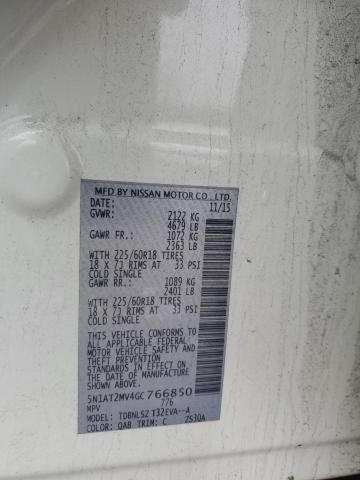 MFD BY NISSAN MOTOR CO., LTD.
DATE: 11/15
GVWR: 2122 KG
4679 LB
GAWR FR.: 1072 KG
2363 LB
WITH 225/60R18 TIRES
18 X 7J RIMS AT 33 PSI
COLD SINGLE
GAWR RR.: 1089 KG
2401 LB
WITH 225/60R18 TIRES
18 X 7J RIMS AT 33 PSI
COLD SINGLE
THIS VEHICLE CONFORMS TO ALL
APPLICABLE FEDERAL MOTOR
VEHICLE SAFETY, BUMPER, AND
THEFT PREVENTION STANDARDS
IN EFFECT ON THE DATE OF
MANUFACTURE SHOWN ABOVE.
5N1AT2MV4GC766850
MPV 776
MODEL: TDBNLSZ T32EVA--A
COLOR: QAB TRIM: C ZS30A